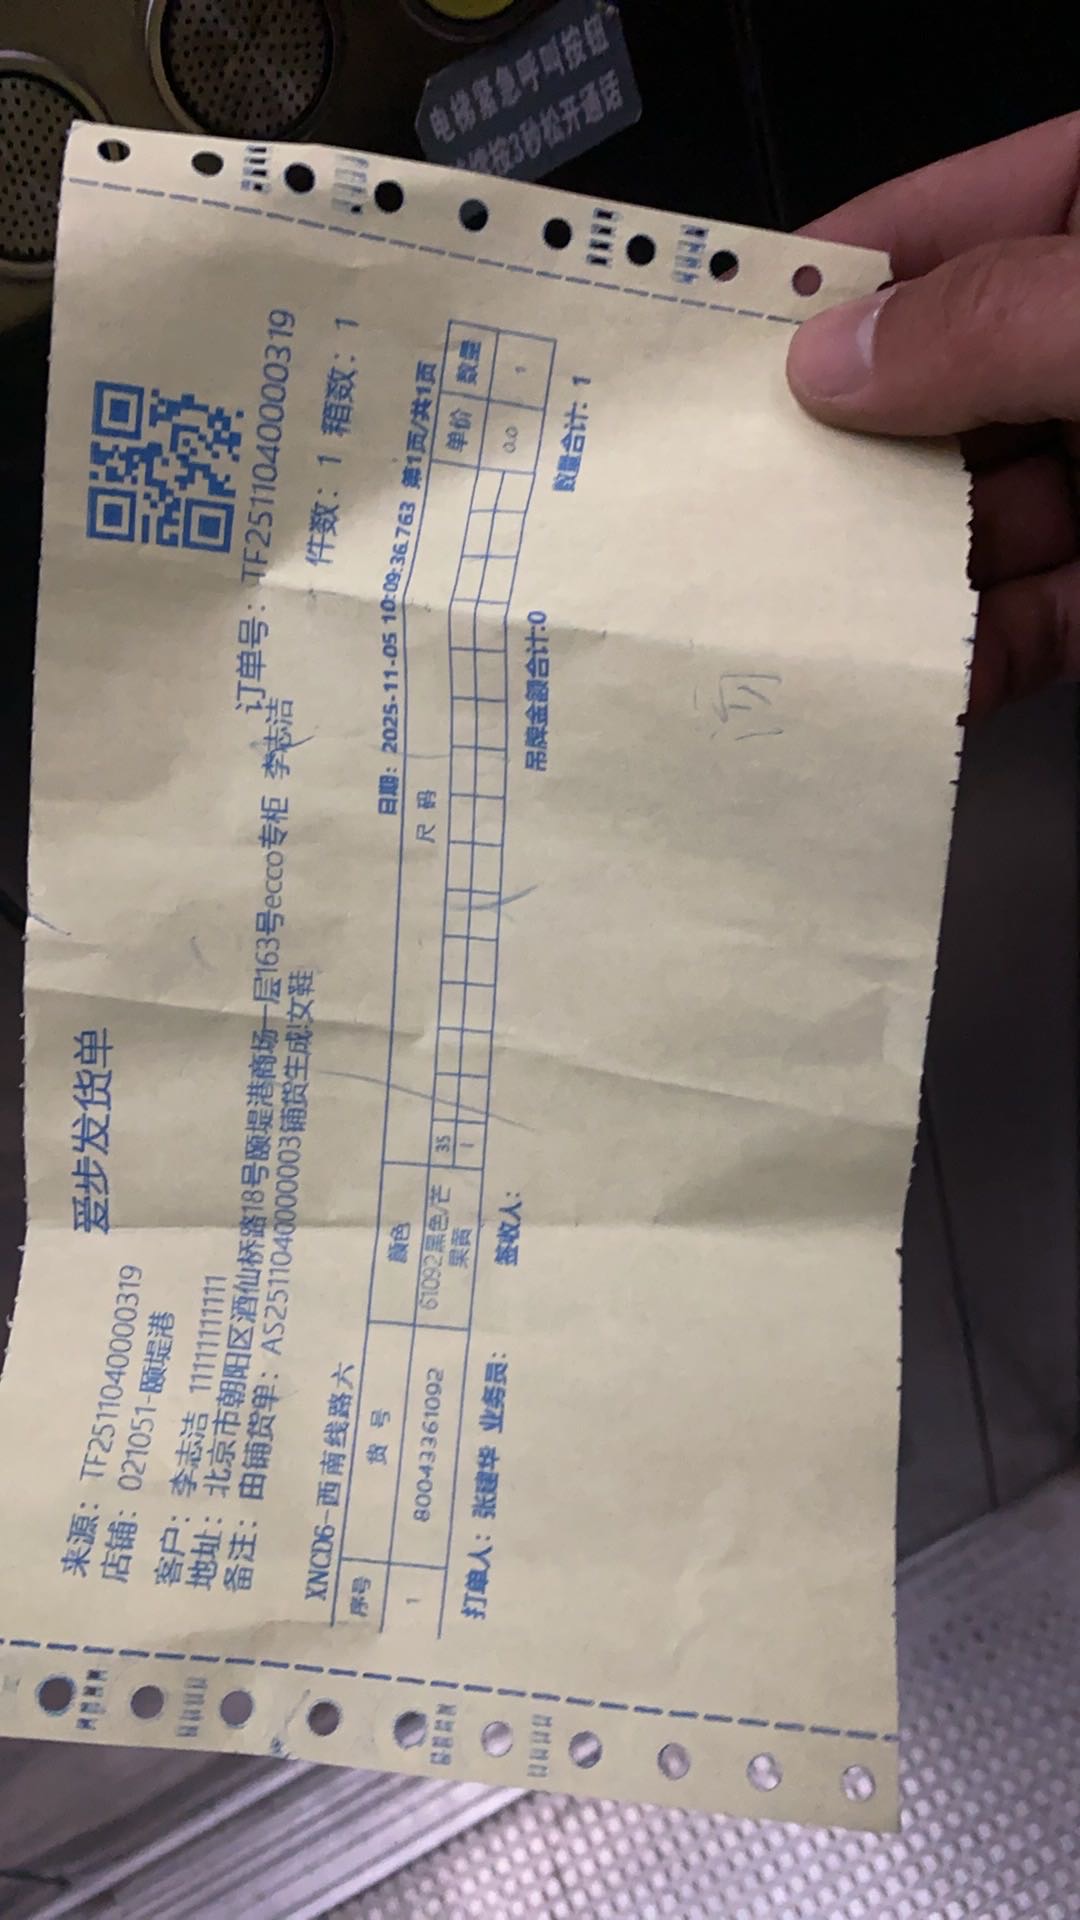 电梯紧急呼叫按钮
按3秒松开通话
爱步发货单
来源：TF25110400000319
店铺：021051-颐堤港
客户：李志洁 11111111111
地址：北京市朝阳区酒仙桥路18号颐堤港商场一层163号ecco专柜 李志洁
备注：由铺货单：AS25110400000003铺货生成!女鞋
订单号：TF25110400000319
件数：1 箱数：1
XNCD6-西南线路六
日期：2025-11-05 10:09:36.763 第1页/共1页
序号 货号 颜色 尺码 单价 数量
1 80043361092 61092黑色/芒果黄 35 0.0 1
1
打单人：张建华 业务员： 签收人： 吊牌金额合计:0 数量合计：1